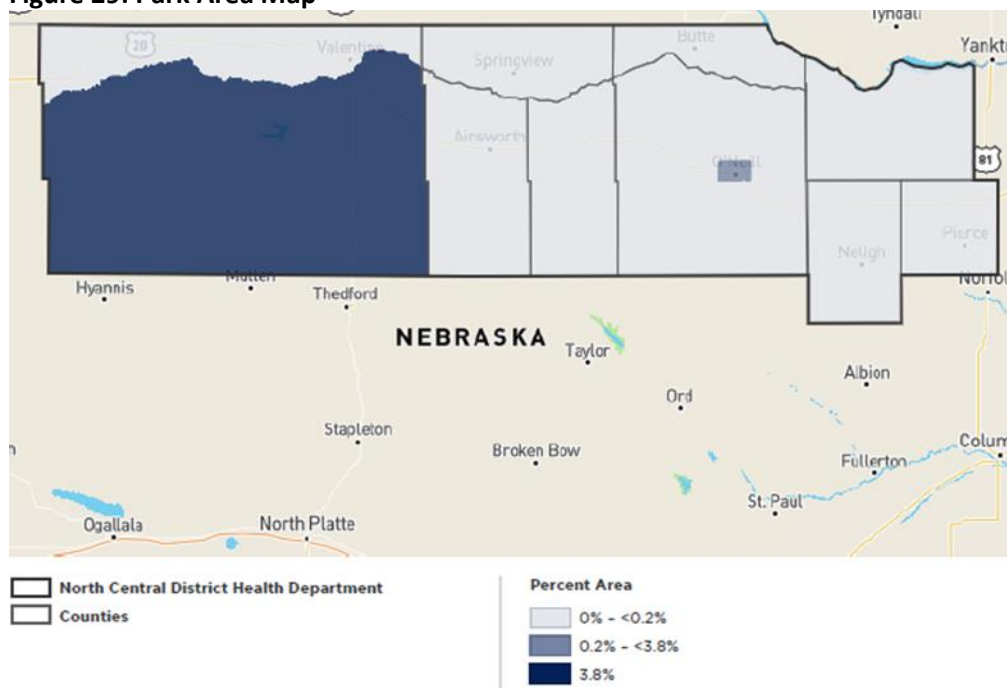 Figure 29: Park Area Map
Tyndall
20
Valentine
Springview
Butte
Ainsworth
O'Neill
81
Neligh
Pierce
Hyannis
Mullen
Thedford
NEBRASKA
Taylor
Albion
Ord
Stapleton
Broken Bow
Fullerton
Colum
St. Paul
Ogallala
North Platte
North Central District Health Department
Counties
Percent Area
0% - <0.2%
0.2% - <3.8%
3.8%